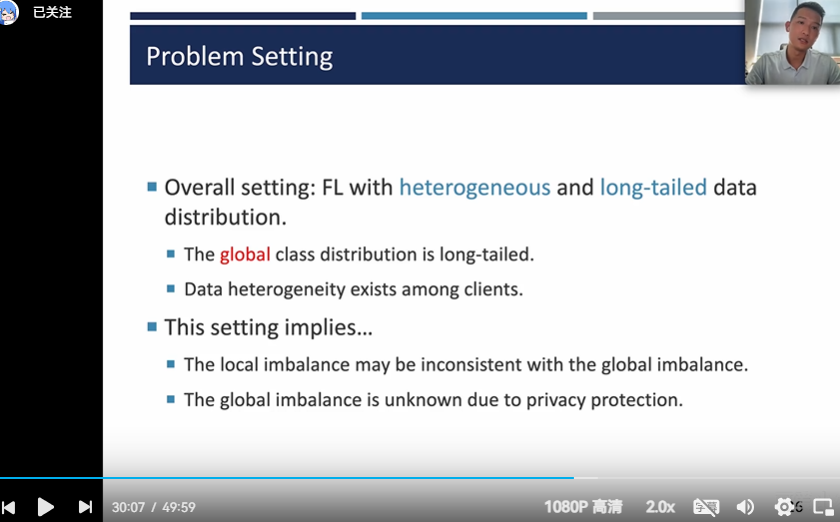 已关注
Problem Setting
Overall setting: FL with heterogeneous and long-tailed data
distribution.
The global class distribution is long-tailed.
Data heterogeneity exists among clients.
This setting implies...
The local imbalance may be inconsistent with the global imbalance.
The global imbalance is unknown due to privacy protection.
30:07 / 49:59
1080P 高清
2.0x